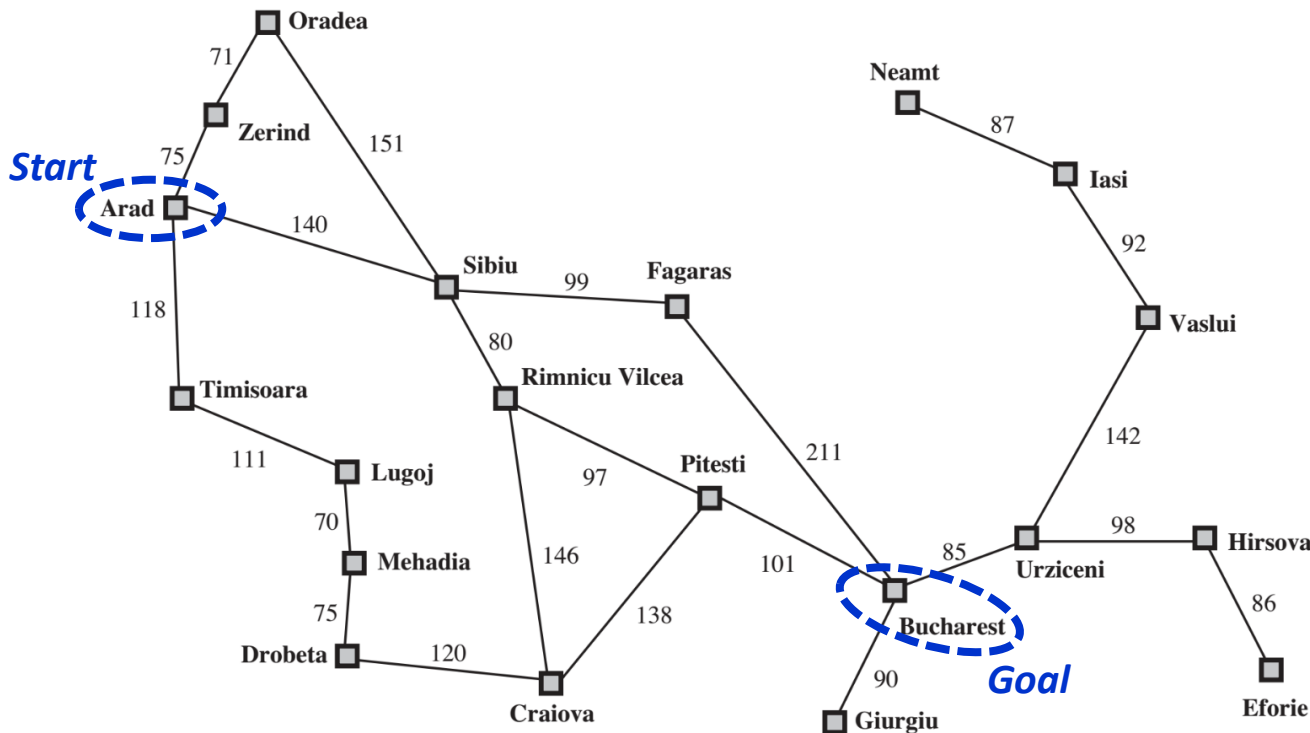 Oradea
71
Neamt
Zerind
87
151
75
Start
Iasi
Arad
140
92
Sibiu
Fagaras
99
118
Vaslui
80
Timisoara
Rimnicu Vilcea
142
111
211
Lugoj
97
Pitesti
70
98
Hirsova
Mehadia
146
101
85
Urziceni
75
138
86
Bucharest
Drobeta
120
90
Goal
Craiova
Giurgiu
Eforie